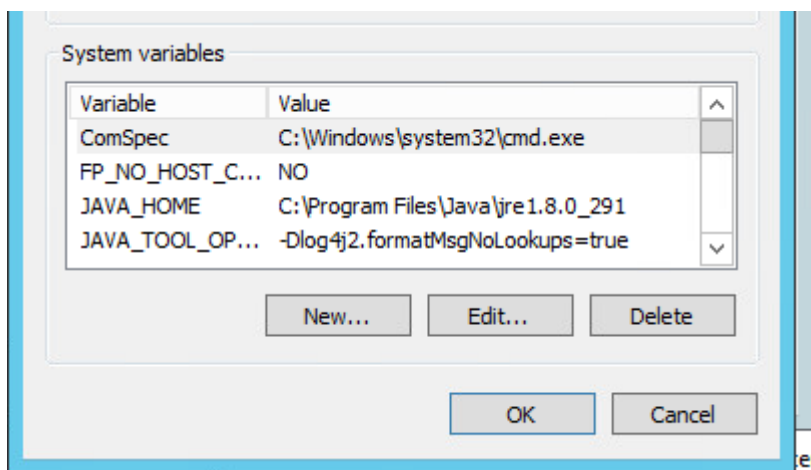 System variables
Variable Value
ComSpec C:\Windows\system32\cmd.exe
FP_NO_HOST_C... NO
JAVA_HOME C:\Program Files\Java\jre1.8.0_291
JAVA_TOOL_OP... -Dlog4j2.formatMsgNoLookups=true
New... Edit... Delete
OK Cancel